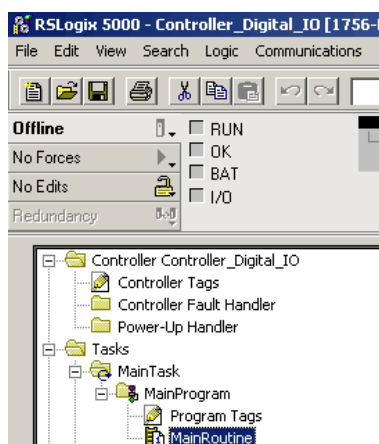 RSLogix 5000 - Controller_Digital_IO [1756-
File Edit View Search Logic Communications
Offline RUN
No Forces OK
No Edits BAT
I/O
Redundancy
Controller Controller_Digital_IO
Controller Tags
Controller Fault Handler
Power-Up Handler
Tasks
MainTask
MainProgram
Program Tags
MainRoutine